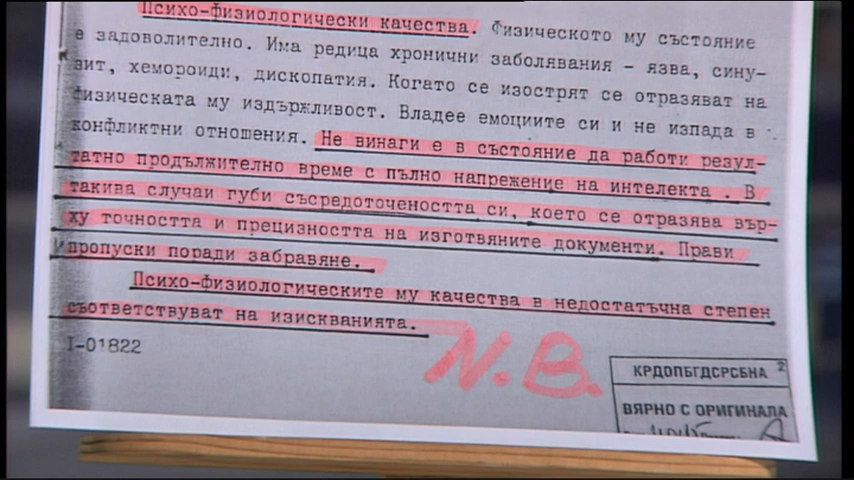 Психо-физиологически качества. Физическото му състояние
е задоволително. Има редица хронични заболявания – язва, сину-
зит, хемороиди, дископатия. Когато се изострят се отразяват на
физическата му издържливост. Владее емоциите си и не изпада в
конфликтни отношения. Не винаги е в състояние да работи резул-
татно продължително време с пълно напрежение на интелекта . В
такива случаи губи съсредоточеността си, което се отразява вър-
ху точността и прецизността на изготвяните документи. Прави
пропуски поради забравяне.
Психо-физиологическите му качества в недостатъчна степен
съответствуват на изискванията.
I-01822
N.B.
КРДОПБГДСРСБНА 2
ВЯРНО С ОРИГИНАЛА